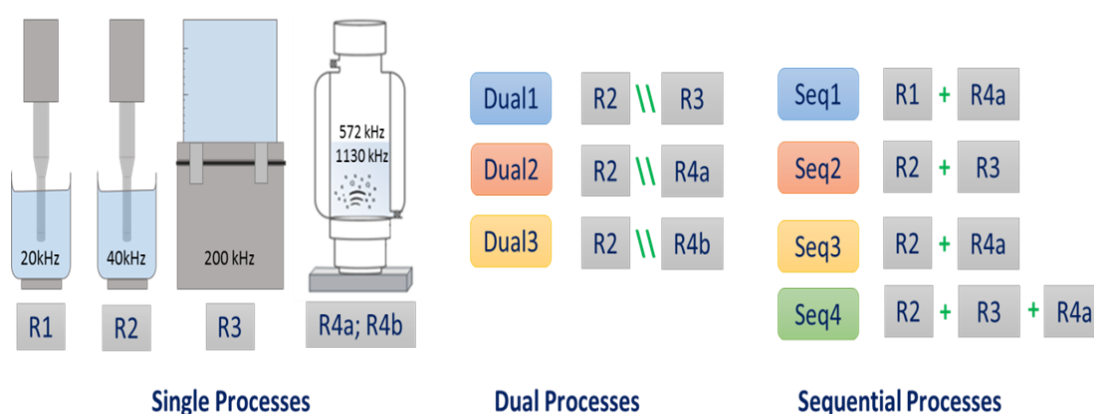 20kHz
40kHz
200 kHz
572 kHz
1130 kHz
R1
R2
R3
R4a; R4b
Single Processes
Dual1 R2 \\ R3
Dual2 R2 \\ R4a
Dual3 R2 \\ R4b
Dual Processes
Seq1 R1 + R4a
Seq2 R2 + R3
Seq3 R2 + R4a
Seq4 R2 + R3 + R4a
Sequential Processes